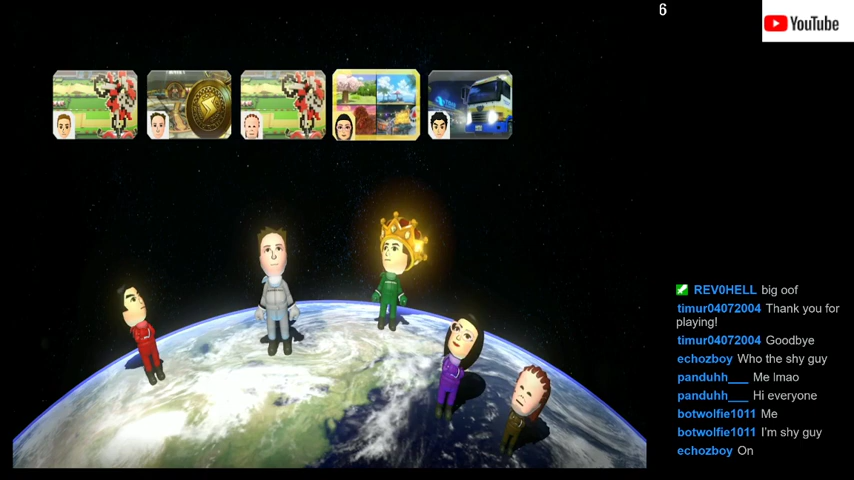 6
YouTube
REV0HELL big oof
timur04072004 Thank you for
playing!
timur04072004 Goodbye
echozboy Who the shy guy
panduhh___ Me lmao
panduhh___ Hi everyone
botwolfie1011 Me
botwolfie1011 I'm shy guy
echozboy On